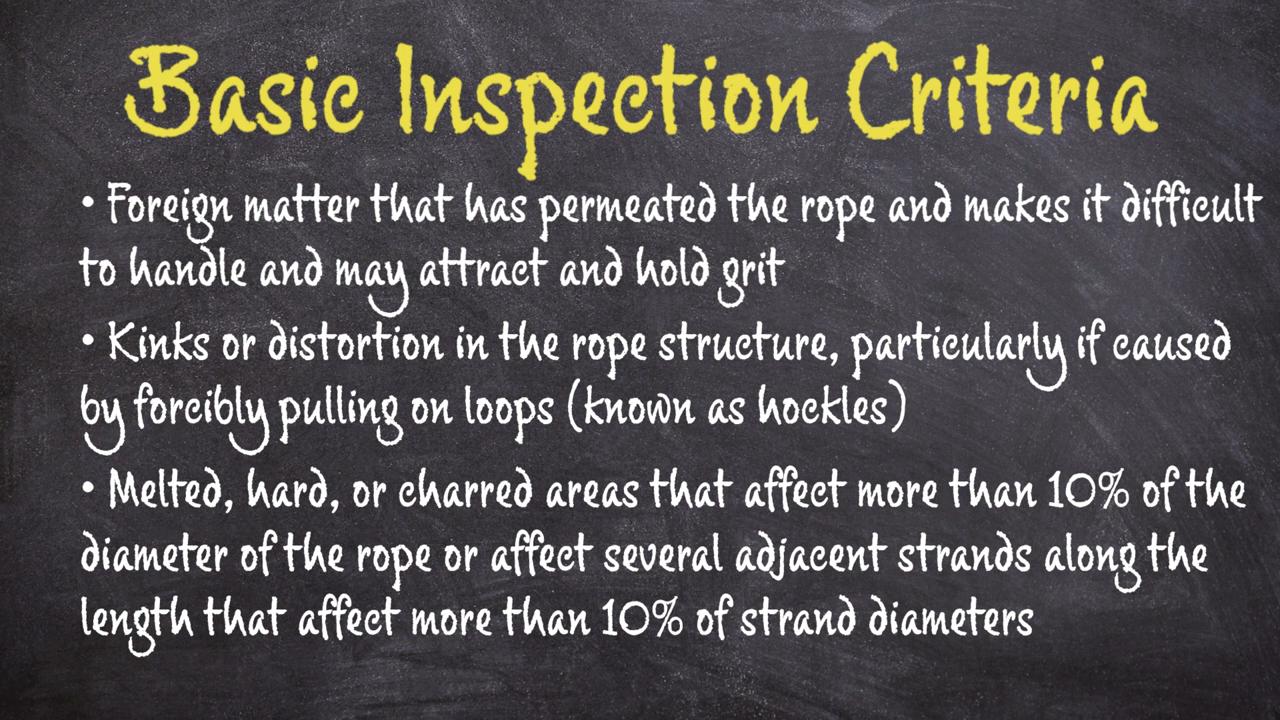 Basic Inspection Criteria
• Foreign matter that has permeated the rope and makes it difficult
to handle and may attract and hold grit
• Kinks or distortion in the rope structure, particularly if caused
by forcibly pulling on loops (known as hockles)
• Melted, hard, or charred areas that affect more than 10% of the
diameter of the rope or affect several adjacent strands along the
length that affect more than 10% of strand diameters